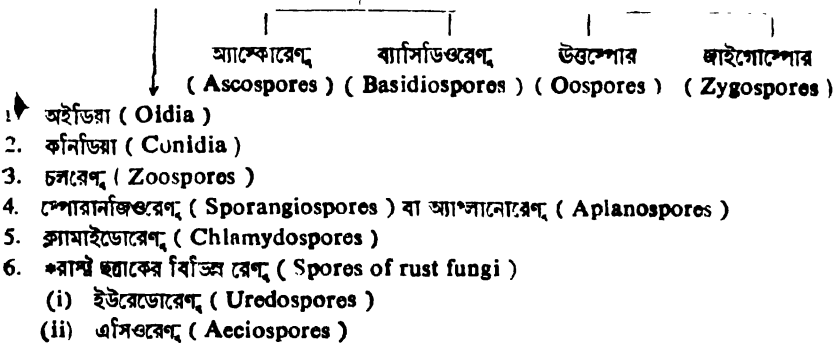 অ্যাস্কোরেণু ব্যাসিডিওরেণু উওস্পোর জাইগোস্পোর
( Ascospores ) ( Basidiospores ) ( Oospores ) ( Zygospores )
1. অইডিয়া ( Oidia )
2. কনিডিয়া ( Conidia )
3. চলরেণু ( Zoospores )
4. স্পোরানজিওরেণু ( Sporangiospores ) বা অ্যাপ্লানোরেণু ( Aplanospores )
5. ক্ল্যামাইডোরেণু ( Chlamydospores )
6. *রাস্ট ছত্রাকের বিভিন্ন রেণু ( Spores of rust fungi )
(i) ইউরেডোরেণু ( Uredospores )
(ii) এসিওরেণু ( Aeciospores )